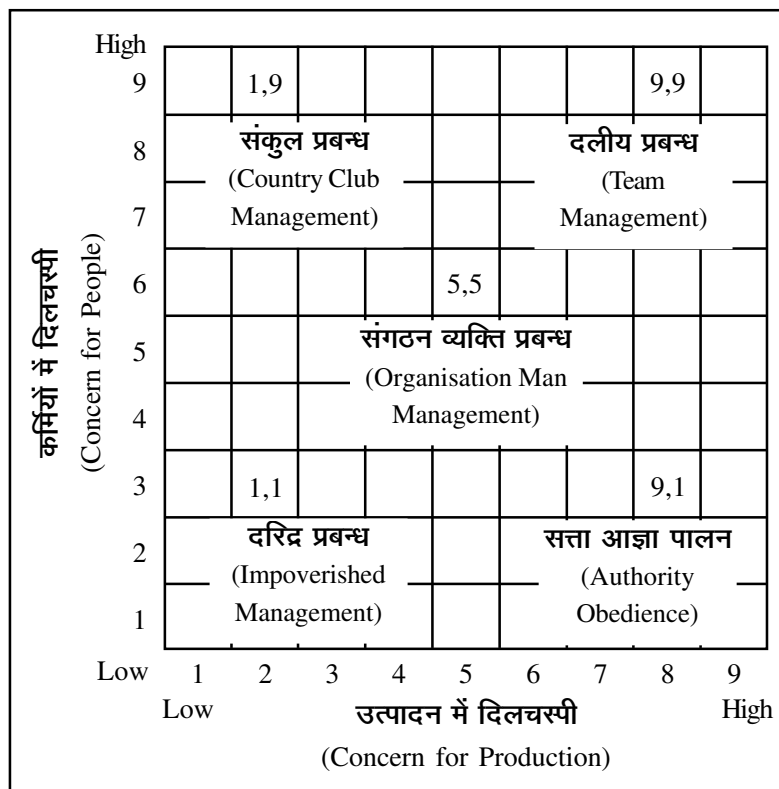 High
9 1,9 9,9
8 संकुल प्रबन्ध दलीय प्रबन्ध
(Country Club (Team
7 Management) Management)
6 5,5
5 संगठन व्यक्ति प्रबन्ध
(Organisation Man
4 Management)
3 1,1 9,1
2 दरिद्र प्रबन्ध सत्ता आज्ञा पालन
(Impoverished (Authority
1 Management) Obedience)
Low 1 2 3 4 5 6 7 8 9
Low उत्पादन में दिलचस्पी High
(Concern for Production)
कर्मियों में दिलचस्पी
(Concern for People)